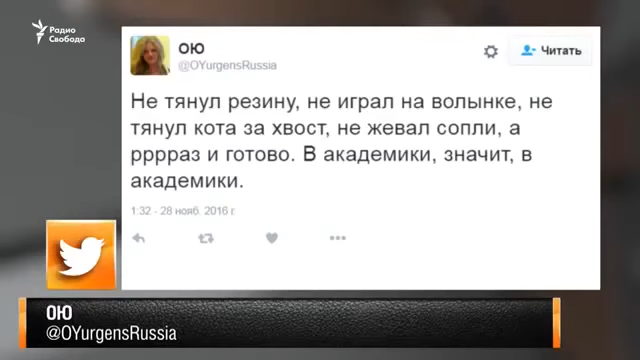 Радио
Свобода
ОЮ
@OYurgensRussia
Читать
Не тянул резину, не играл на волынке, не
тянул кота за хвост, не жевал сопли, а
рррраз и готово. В академики, значит, в
академики.
1:32 - 28 нояб. 2016 г.
ОЮ
@OYurgensRussia